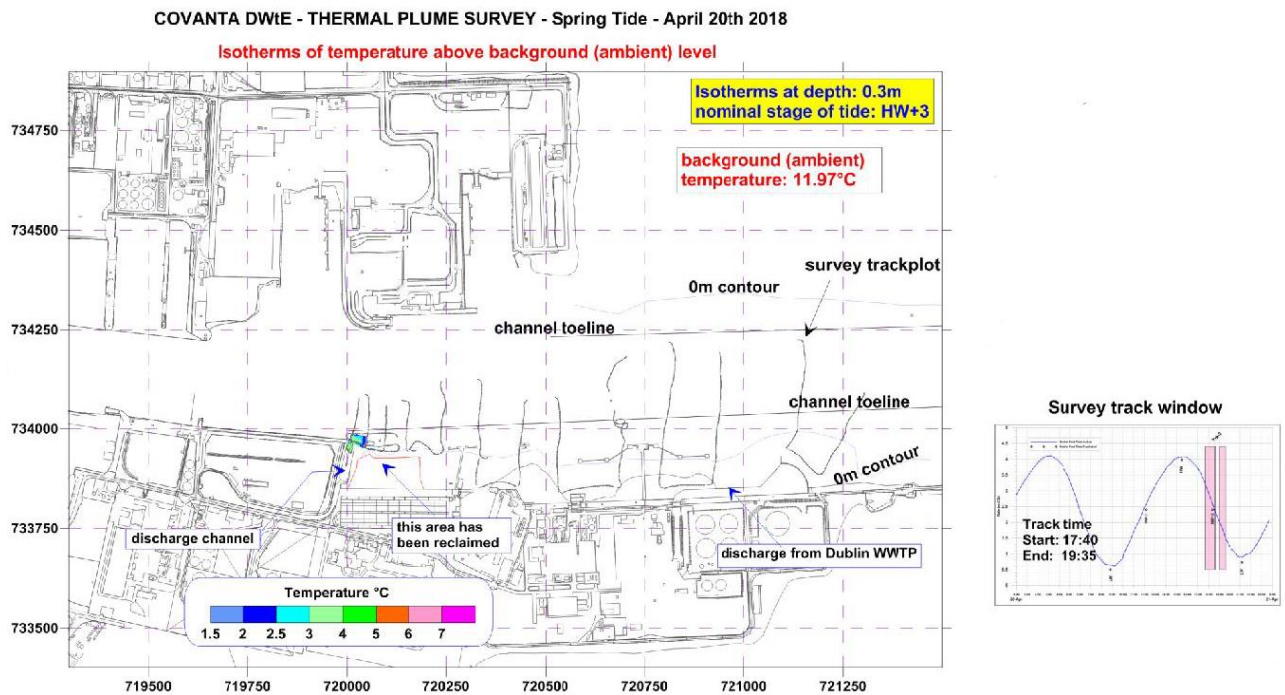 COVANTA DWtE - THERMAL PLUME SURVEY - Spring Tide - April 20th 2018
Isotherms of temperature above background (ambient) level
Isotherms at depth: 0.3m
nominal stage of tide: HW+3
background (ambient)
temperature: 11.97°C
734750
734500
734250
734000
733750
733500
survey trackplot
0m contour
channel toeline
channel toeline
0m contour
discharge channel
this area has
been reclaimed
discharge from Dublin WWTP
Temperature °C
1.5 2 2.5 3 4 5 6 7
719500 719750 720000 720250 720500 720750 721000 721250
Survey track window
Track time
Start: 17:40
End: 19:35